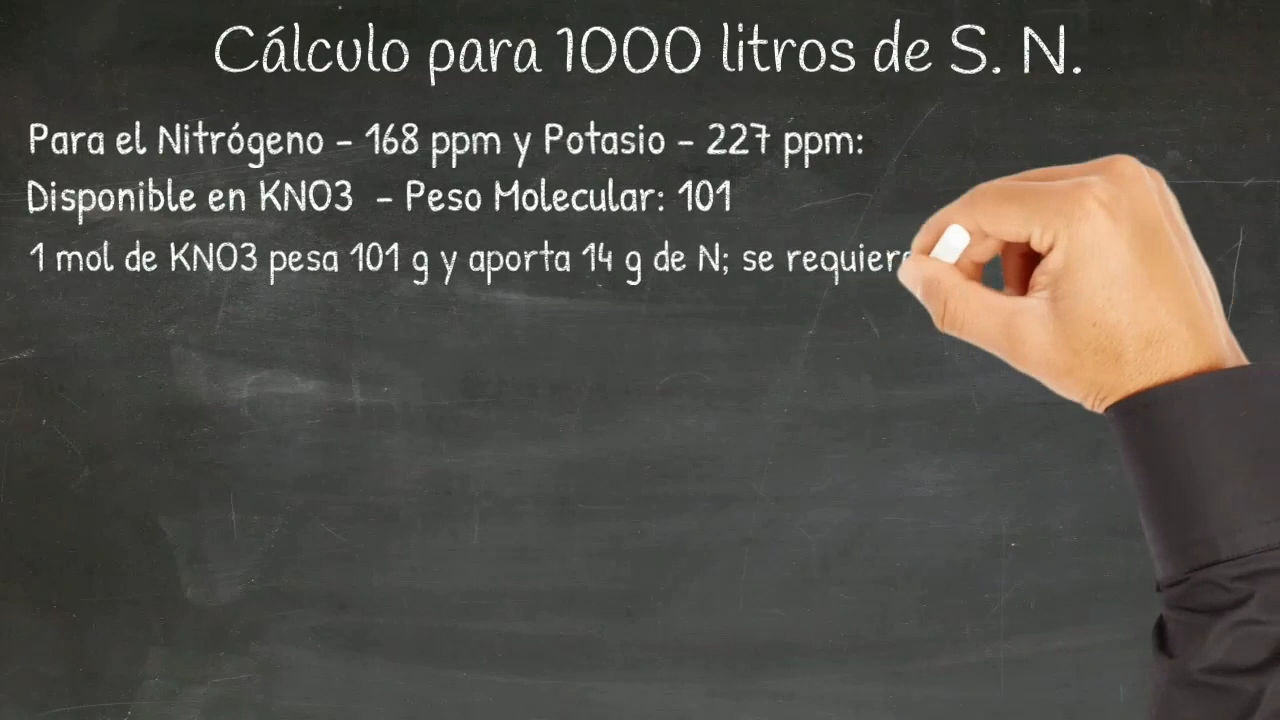 Cálculo para 1000 litros de S. N.
Para el Nitrógeno - 168 ppm y Potasio - 227 ppm:
Disponible en KNO3 - Peso Molecular: 101
1 mol de KNO3 pesa 101 g y aporta 14 g de N; se